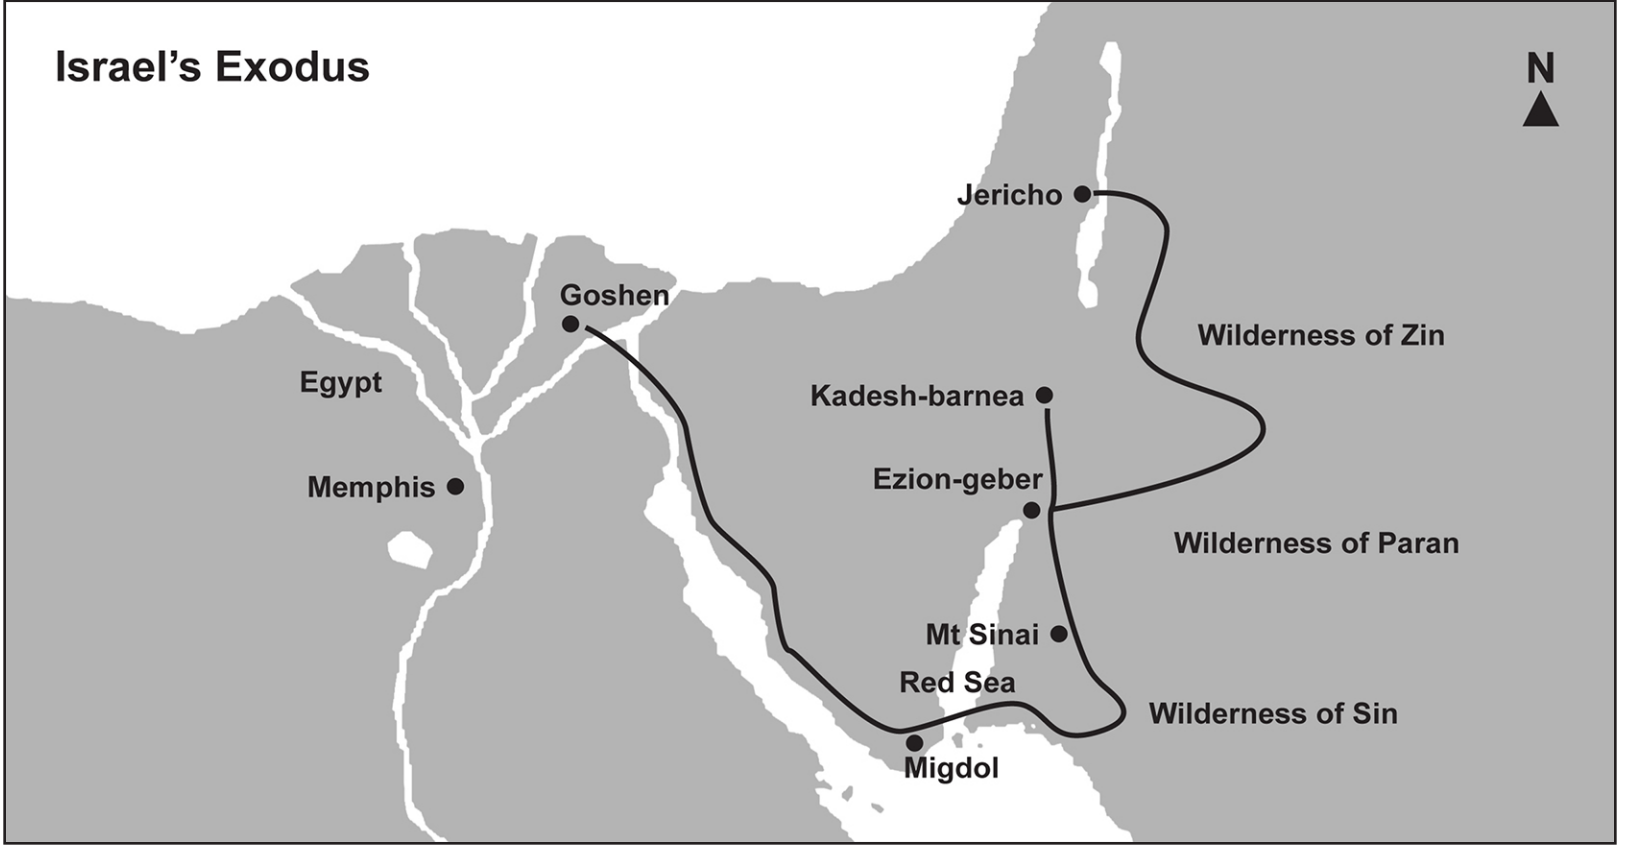 Israel’s Exodus
N
Jericho
Goshen
Wilderness of Zin
Egypt
Kadesh-barnea
Ezion-geber
Memphis
Wilderness of Paran
Mt Sinai
Red Sea
Wilderness of Sin
Migdol